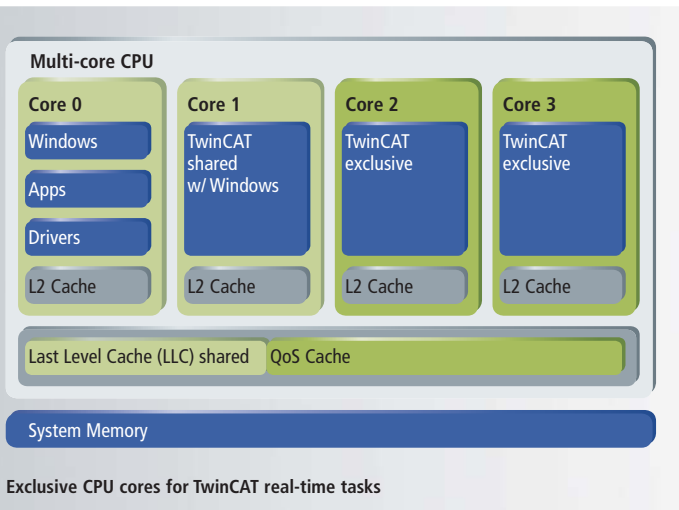 Multi-core CPU
Core 0
Windows
Apps
Drivers
L2 Cache
Core 1
TwinCAT
shared
w/ Windows
L2 Cache
Core 2
TwinCAT
exclusive
L2 Cache
Core 3
TwinCAT
exclusive
L2 Cache
Last Level Cache (LLC) shared
QoS Cache
System Memory
Exclusive CPU cores for TwinCAT real-time tasks